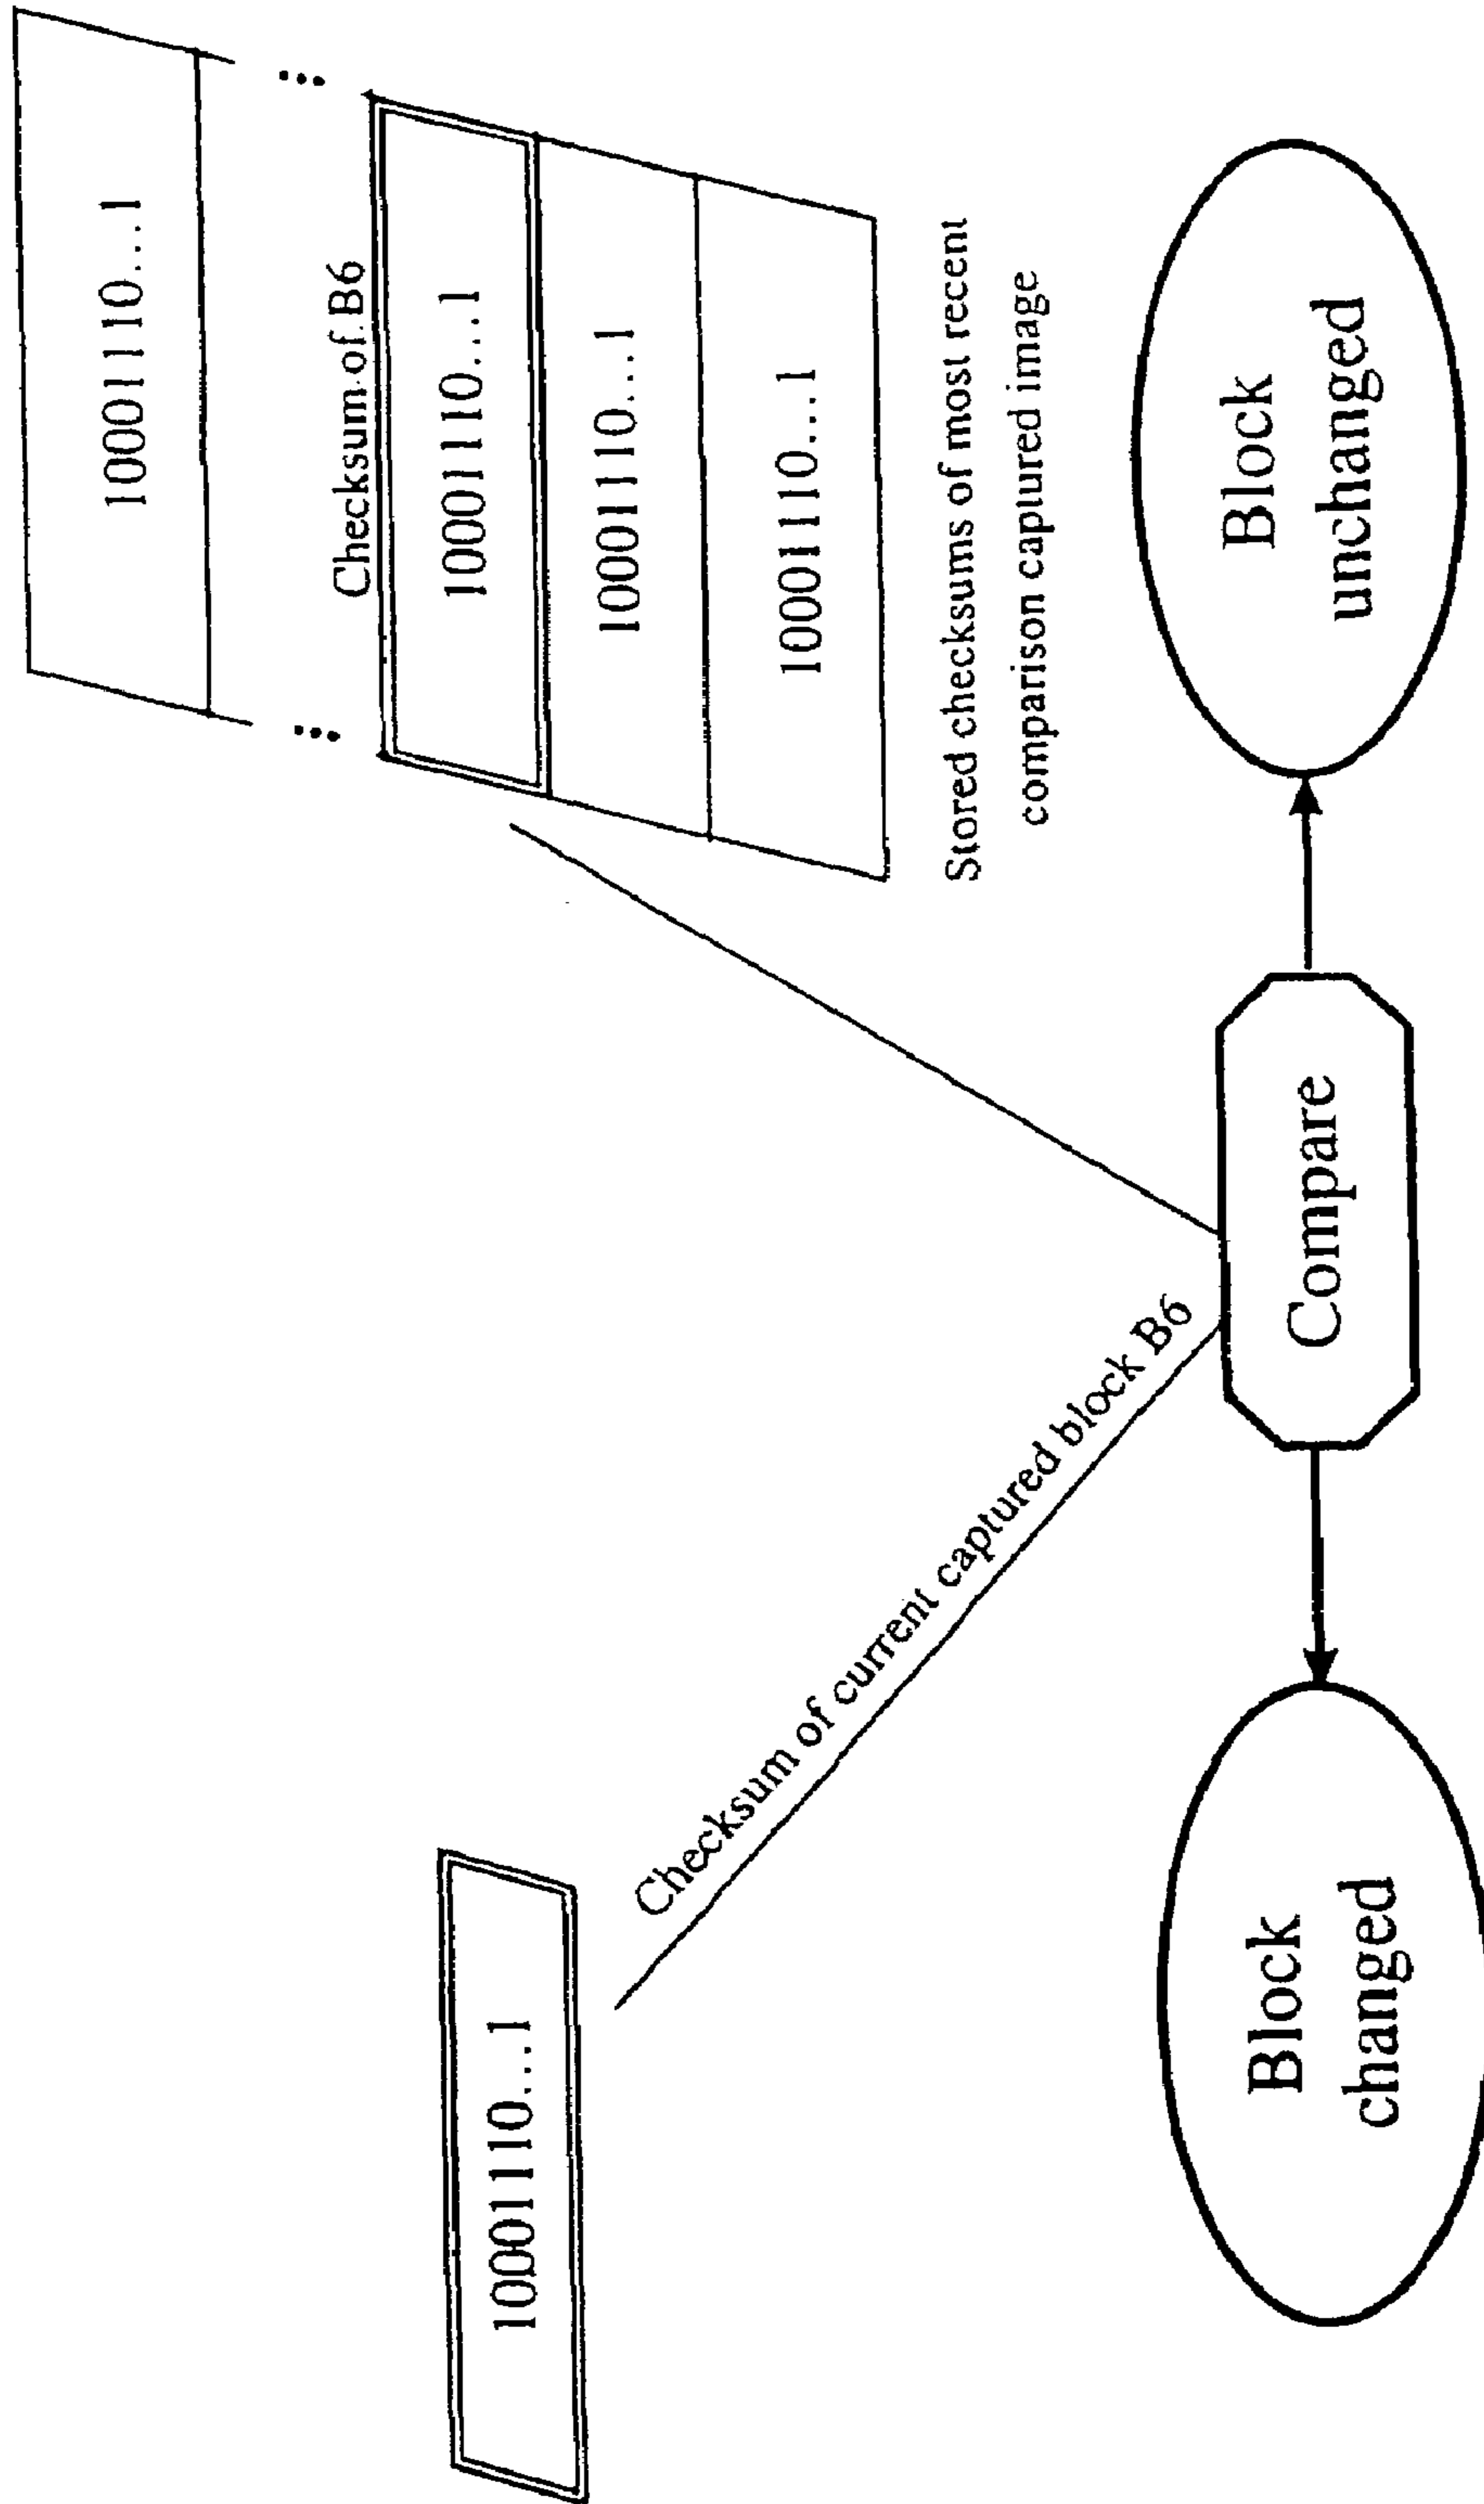 10001110...1
Checksum of B6
10001110...1
10001110...1
10001110...1
10001110...1
Stored checksums of most recent
comparison captured image
Checksum of current captured block B6
Compare
Block
changed
Block
unchanged